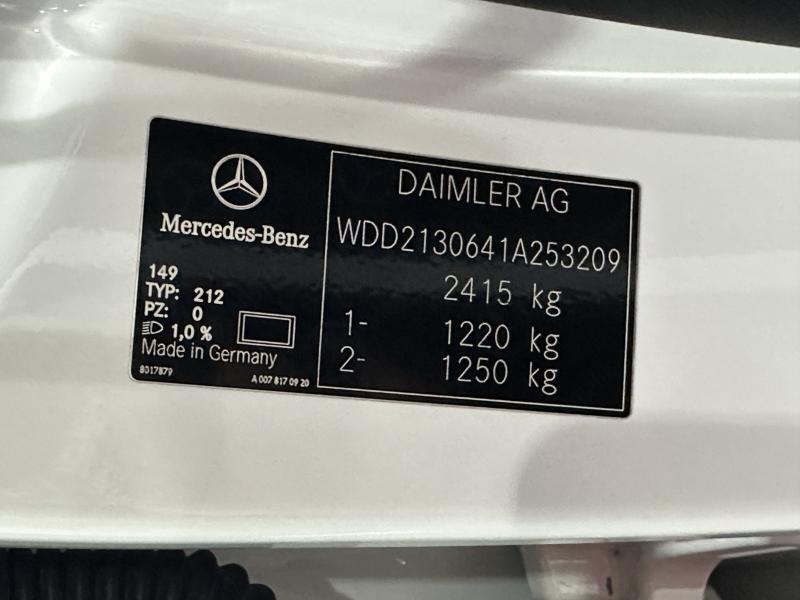 Mercedes-Benz
149
TYP: 212
PZ: 0
1,0 %
Made in Germany
8017879
A 007 817 09 20
DAIMLER AG
WDD2130641A253209
2415 kg
1- 1220 kg
2- 1250 kg